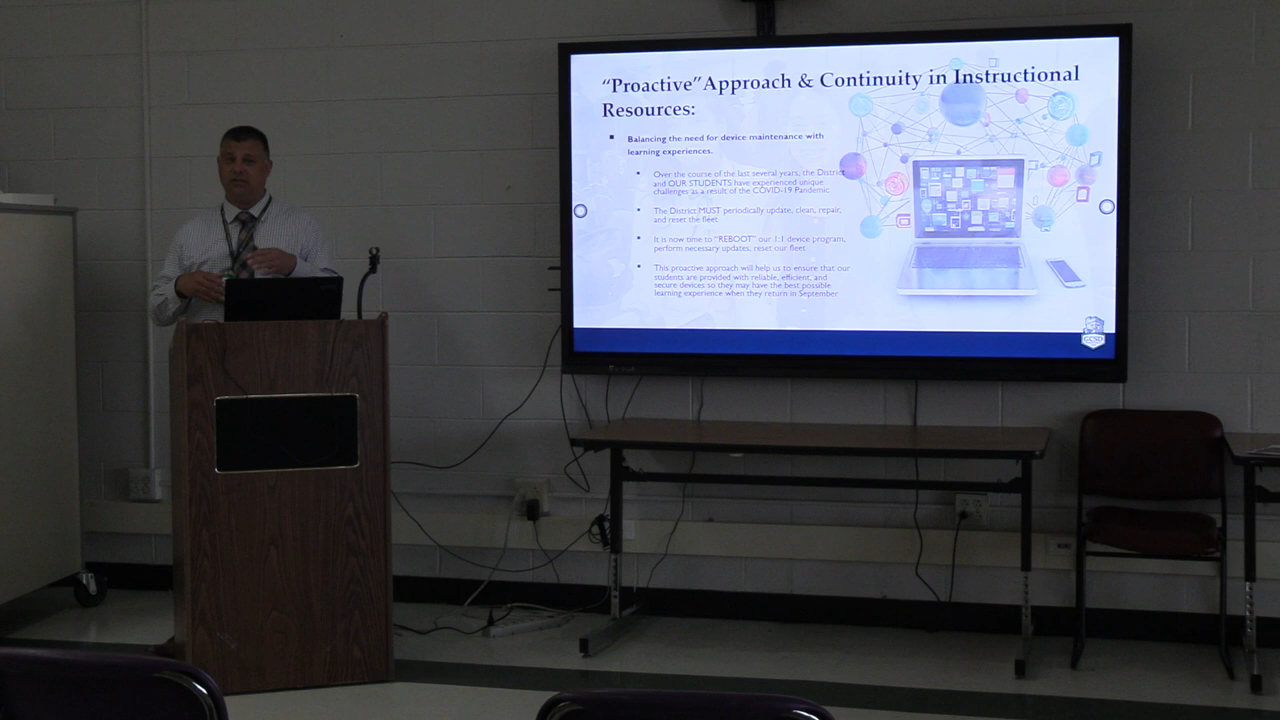 “Proactive”Approach & Continuity in Instructional
Resources:
Balancing the need for device maintenance with
learning experiences.
Over the course of the last several years, the District
and OUR STUDENTS have experienced unique
challenges as a result of the COVID-19 Pandemic
The District MUST periodically update, clean, repair,
and reset the fleet
It is now time to “REBOOT” our 1:1 device program,
perform necessary updates, reset our fleet
This proactive approach will help us to ensure that our
students are provided with reliable, efficient, and
secure devices so they may have the best possible
learning experience when they return in September
GCSD